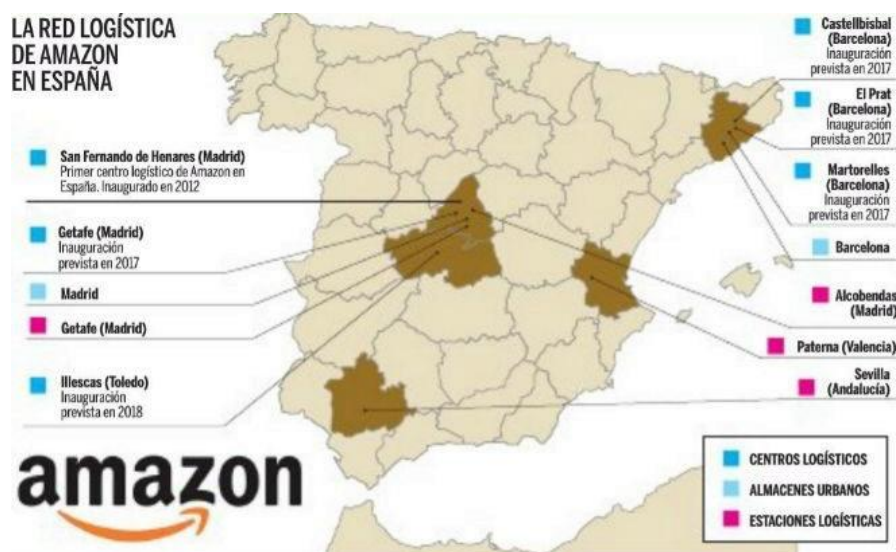 LA RED LOGÍSTICA
DE AMAZON
EN ESPAÑA
San Fernando de Henares (Madrid)
Primer centro logístico de Amazon en
España. Inaugurado en 2012
Getafe (Madrid)
Inauguración
prevista en 2017
Madrid
Getafe (Madrid)
Illescas (Toledo)
Inauguración
prevista en 2018
Castellbisbal
(Barcelona)
Inauguración
prevista en 2017
El Prat
(Barcelona)
Inauguración
prevista en 2017
Martorelles
(Barcelona)
Inauguración
prevista en 2017
Barcelona
Alcobendas
(Madrid)
Paterna (Valencia)
Sevilla
(Andalucía)
amazon
CENTROS LOGÍSTICOS
ALMACENES URBANOS
ESTACIONES LOGÍSTICAS